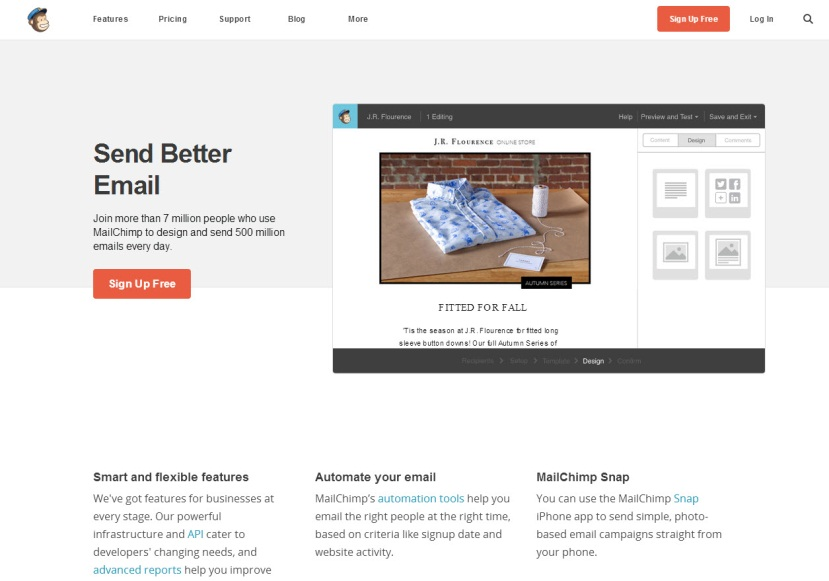 Features Pricing Support Blog More Sign Up Free Log In
Send Better
Email
Join more than 7 million people who use
MailChimp to design and send 500 million
emails every day.
Sign Up Free
J.R. Flourence 1 Editing Help Preview and Test Save and Exit
Content Design Comments
J.R. Flourence ONLINE STORE
AUTUMN SERIES
FITTED FOR FALL
'Tis the season at J.R. Flourence for fitted long
sleeve button downs! Our full Autumn Series of
Recipients > Setup > Template > Design > Confirm
Smart and flexible features
We've got features for businesses at
every stage. Our powerful
infrastructure and API cater to
developers' changing needs, and
advanced reports help you improve
Automate your email
MailChimp's automation tools help you
email the right people at the right time,
based on criteria like signup date and
website activity.
MailChimp Snap
You can use the MailChimp Snap
iPhone app to send simple, photo-
based email campaigns straight from
your phone.